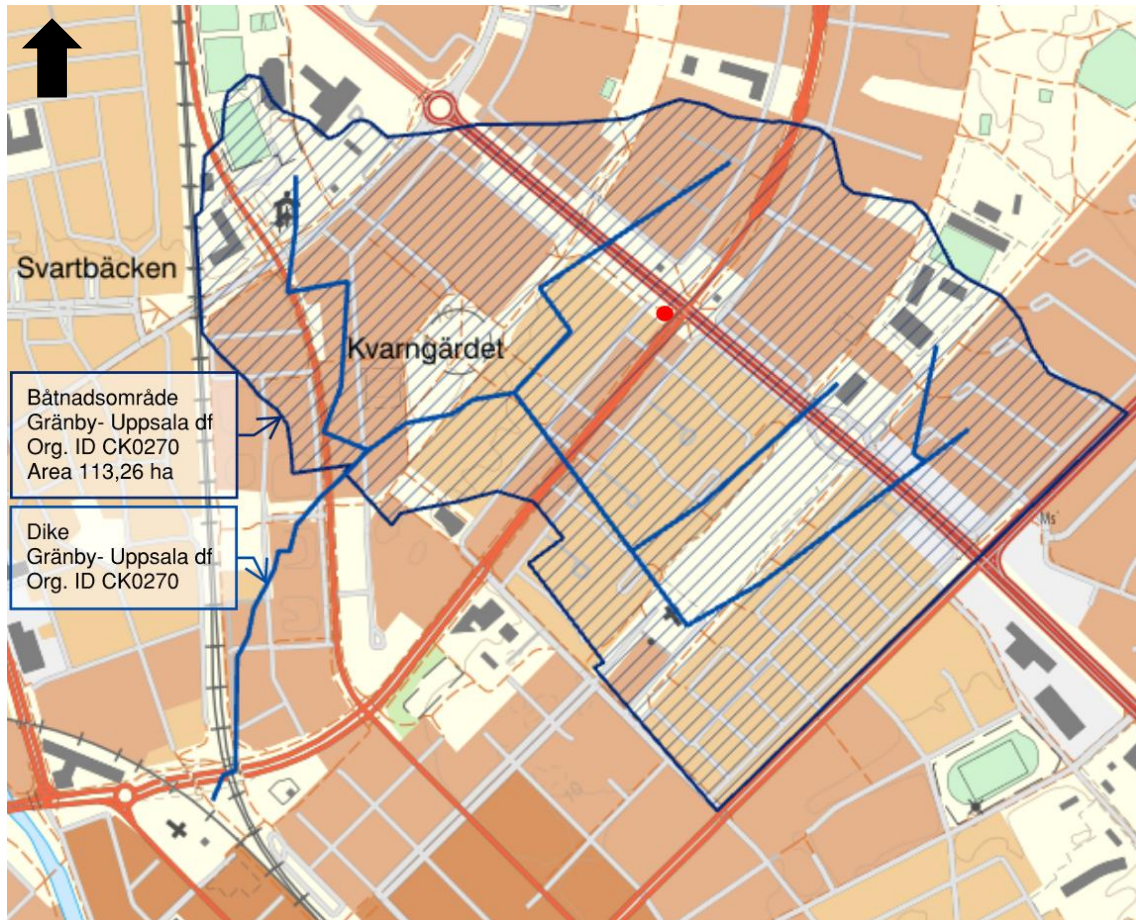 Svartbäcken
Kvarngärdet
Båtnadsområde
Gränby- Uppsala df
Org. ID CK0270
Area 113,26 ha
Dike
Gränby- Uppsala df
Org. ID CK0270
Ms